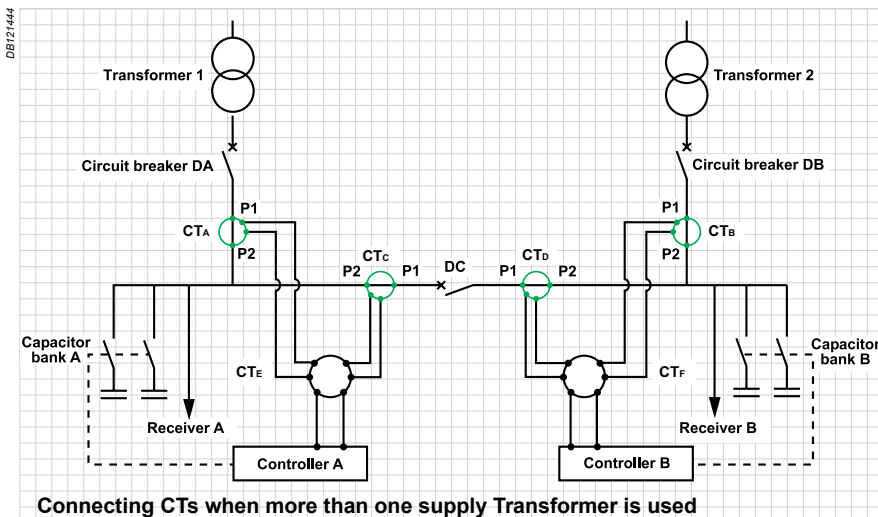 DB121444
Transformer 1
Transformer 2
Circuit breaker DA
Circuit breaker DB
P1
P1
CTA
CTB
P2
P2
CTC
DC
CTD
P2
P1
P1
P2
Capacitor
bank A
Capacitor
bank B
CTE
CTF
Receiver A
Receiver B
Controller A
Controller B
Connecting CTs when more than one supply Transformer is used